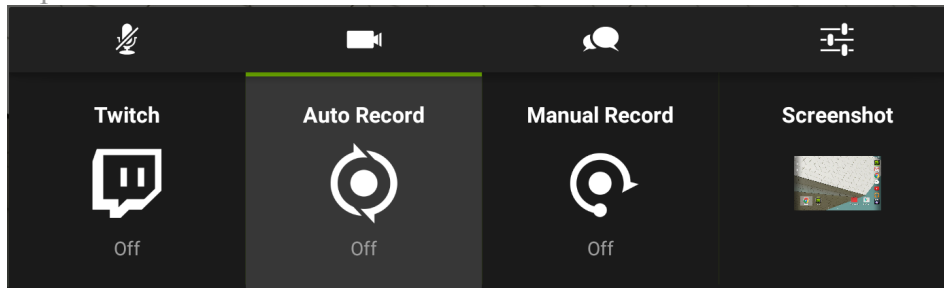 Twitch
Auto Record
Manual Record
Screenshot
Off
Off
Off